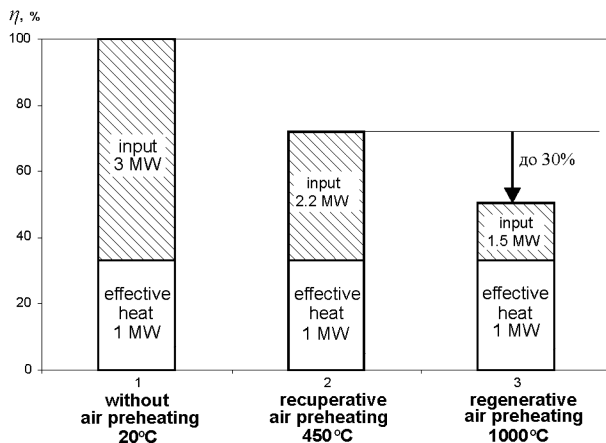 η, %
100
80
60
40
20
0
input
3 MW
effective
heat
1 MW
input
2.2 MW
effective
heat
1 MW
до 30%
input
1.5 MW
effective
heat
1 MW
1
without
air preheating
20°C
2
recuperative
air preheating
450°C
3
regenerative
air preheating
1000°C